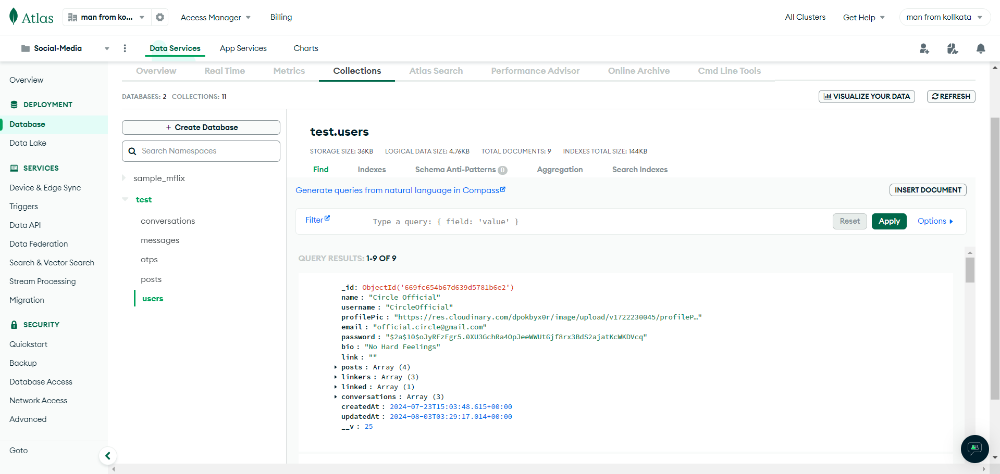 Atlas
man from ko...
Access Manager
Billing
All Clusters
Get Help
man from kollkata
Social-Media
Data Services
App Services
Charts
Overview
Real Time
Metrics
Collections
Atlas Search
Performance Advisor
Online Archive
Cmd Line Tools
Overview
DEPLOYMENT
Database
Data Lake
SERVICES
Device & Edge Sync
Triggers
Data API
Data Federation
Search & Vector Search
Stream Processing
Migration
SECURITY
Quickstart
Backup
Database Access
Network Access
Advanced
Goto
DATABASES: 2 COLLECTIONS: 11
VISUALIZE YOUR DATA
REFRESH
+ Create Database
Search Namespaces
sample_mflix
test
conversations
messages
otps
posts
users
test.users
STORAGE SIZE: 36KB LOGICAL DATA SIZE: 4.76KB TOTAL DOCUMENTS: 9 INDEXES TOTAL SIZE: 144KB
Find
Indexes
Schema Anti-Patterns 0
Aggregation
Search Indexes
Generate queries from natural language in Compass
INSERT DOCUMENT
Filter
Type a query: { field: 'value' }
Reset
Apply
Options
QUERY RESULTS: 1-9 OF 9
_id: ObjectId('669fc654b67d639d5781b6e2')
name : "Circle Official"
username : "CircleOfficial"
profilePic : "https://res.cloudinary.com/dpokbyx0r/image/upload/v1722230045/profileP…"
email : "official.circle@gmail.com"
password : "$2a$10$oJyRFzFgr5.0XU3GchRa4OpJeeWWUt6jf8rx3BdS2ajatKcWKDVcq"
bio : "No Hard Feelings"
link : ""
posts : Array (4)
linkers : Array (3)
linked : Array (1)
conversations : Array (3)
createdAt : 2024-07-23T15:03:48.615+00:00
updatedAt : 2024-08-03T03:29:17.014+00:00
__v : 25